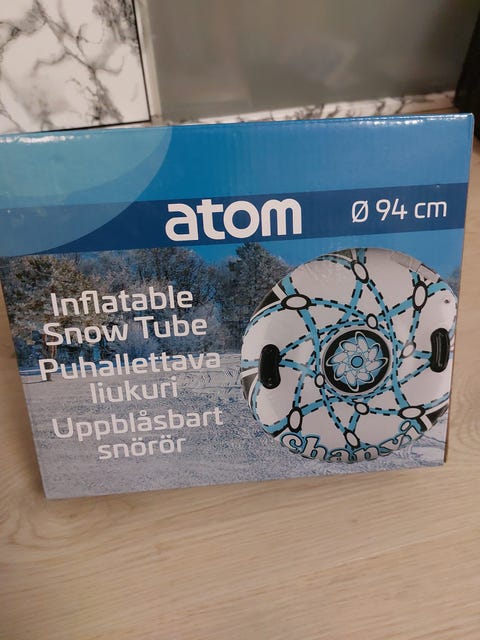 atom
Ø 94 cm
Inflatable
Snow Tube
Puhallettava
liukuri
Uppblåsbart
snörör